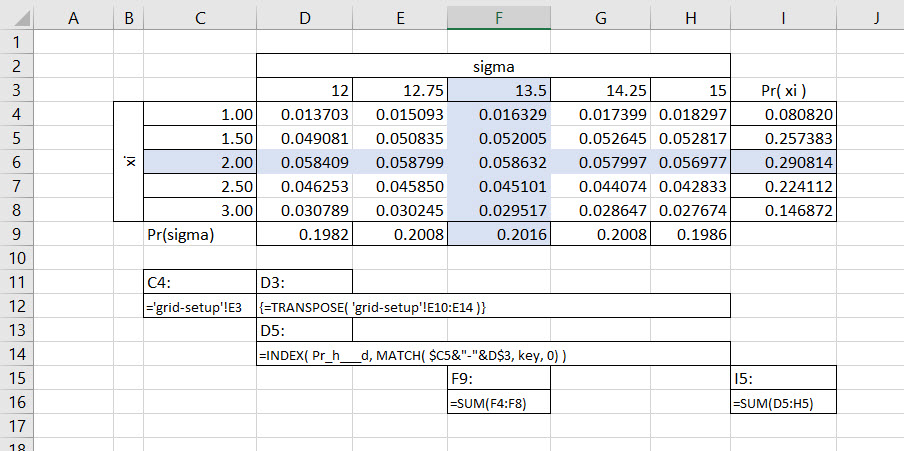 A B C D E F G H I J
1
2 sigma
3 12 12.75 13.5 14.25 15 Pr( xi )
4 1.00 0.013703 0.015093 0.016329 0.017399 0.018297 0.080820
5 1.50 0.049081 0.050835 0.052005 0.052645 0.052817 0.257383
6 xi 2.00 0.058409 0.058799 0.058632 0.057997 0.056977 0.290814
7 2.50 0.046253 0.045850 0.045101 0.044074 0.042833 0.224112
8 3.00 0.030789 0.030245 0.029517 0.028647 0.027674 0.146872
9 Pr(sigma) 0.1982 0.2008 0.2016 0.2008 0.1986
10
11 C4: D3:
12 ='grid-setup'!E3 {=TRANSPOSE( 'grid-setup'!E10:E14 )}
13 D5:
14 =INDEX( Pr_h___d, MATCH( $C5&"-"&D$3, key, 0) )
15 F9: I5:
16 =SUM(F4:F8) =SUM(D5:H5)
17
18